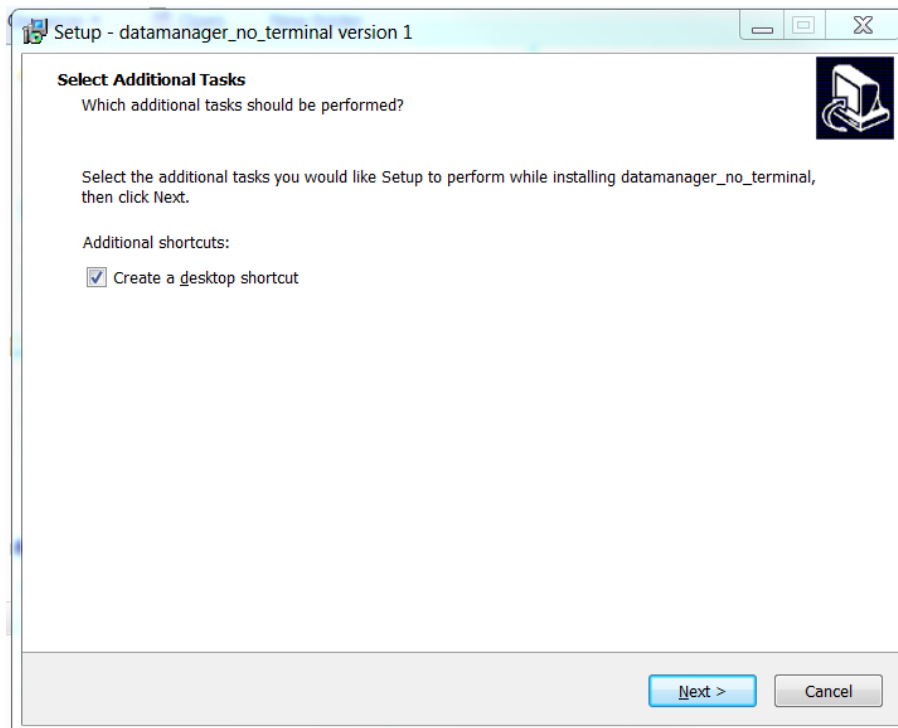 Setup - datamanager_no_terminal version 1
Select Additional Tasks
Which additional tasks should be performed?
Select the additional tasks you would like Setup to perform while installing datamanager_no_terminal,
then click Next.
Additional shortcuts:
Create a desktop shortcut
Next >
Cancel